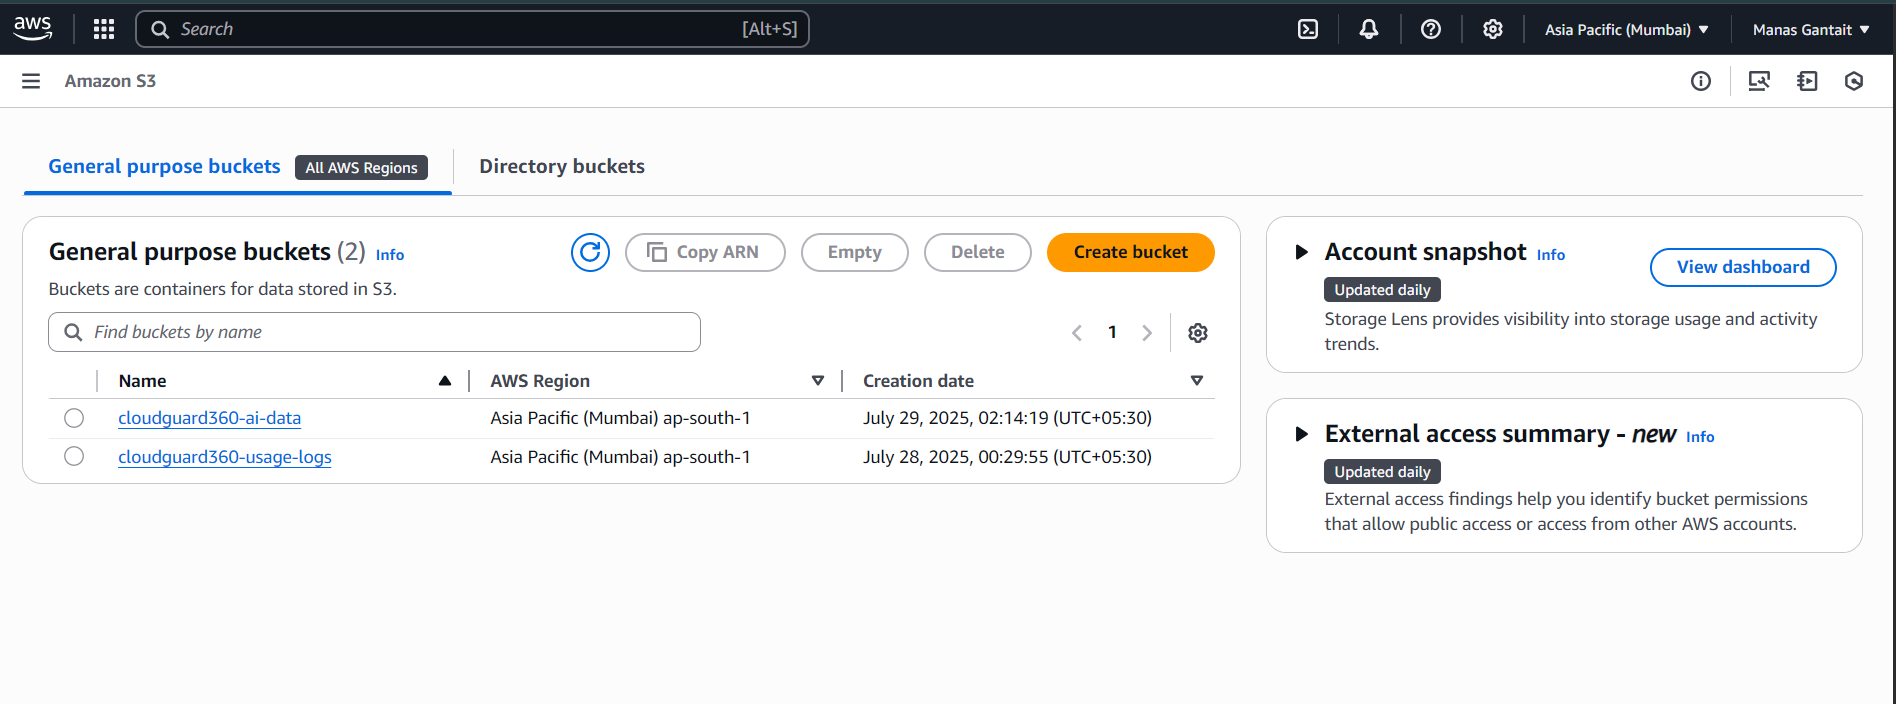 aws
Search [Alt+S]
Asia Pacific (Mumbai)
Manas Gantait
Amazon S3
General purpose buckets All AWS Regions
Directory buckets
General purpose buckets (2) Info
Copy ARN
Empty
Delete
Create bucket
Buckets are containers for data stored in S3.
Find buckets by name
1
Name AWS Region Creation date
cloudguard360-ai-data Asia Pacific (Mumbai) ap-south-1 July 29, 2025, 02:14:19 (UTC+05:30)
cloudguard360-usage-logs Asia Pacific (Mumbai) ap-south-1 July 28, 2025, 00:29:55 (UTC+05:30)
Account snapshot Info
View dashboard
Updated daily
Storage Lens provides visibility into storage usage and activity
trends.
External access summary - new Info
Updated daily
External access findings help you identify bucket permissions
that allow public access or access from other AWS accounts.